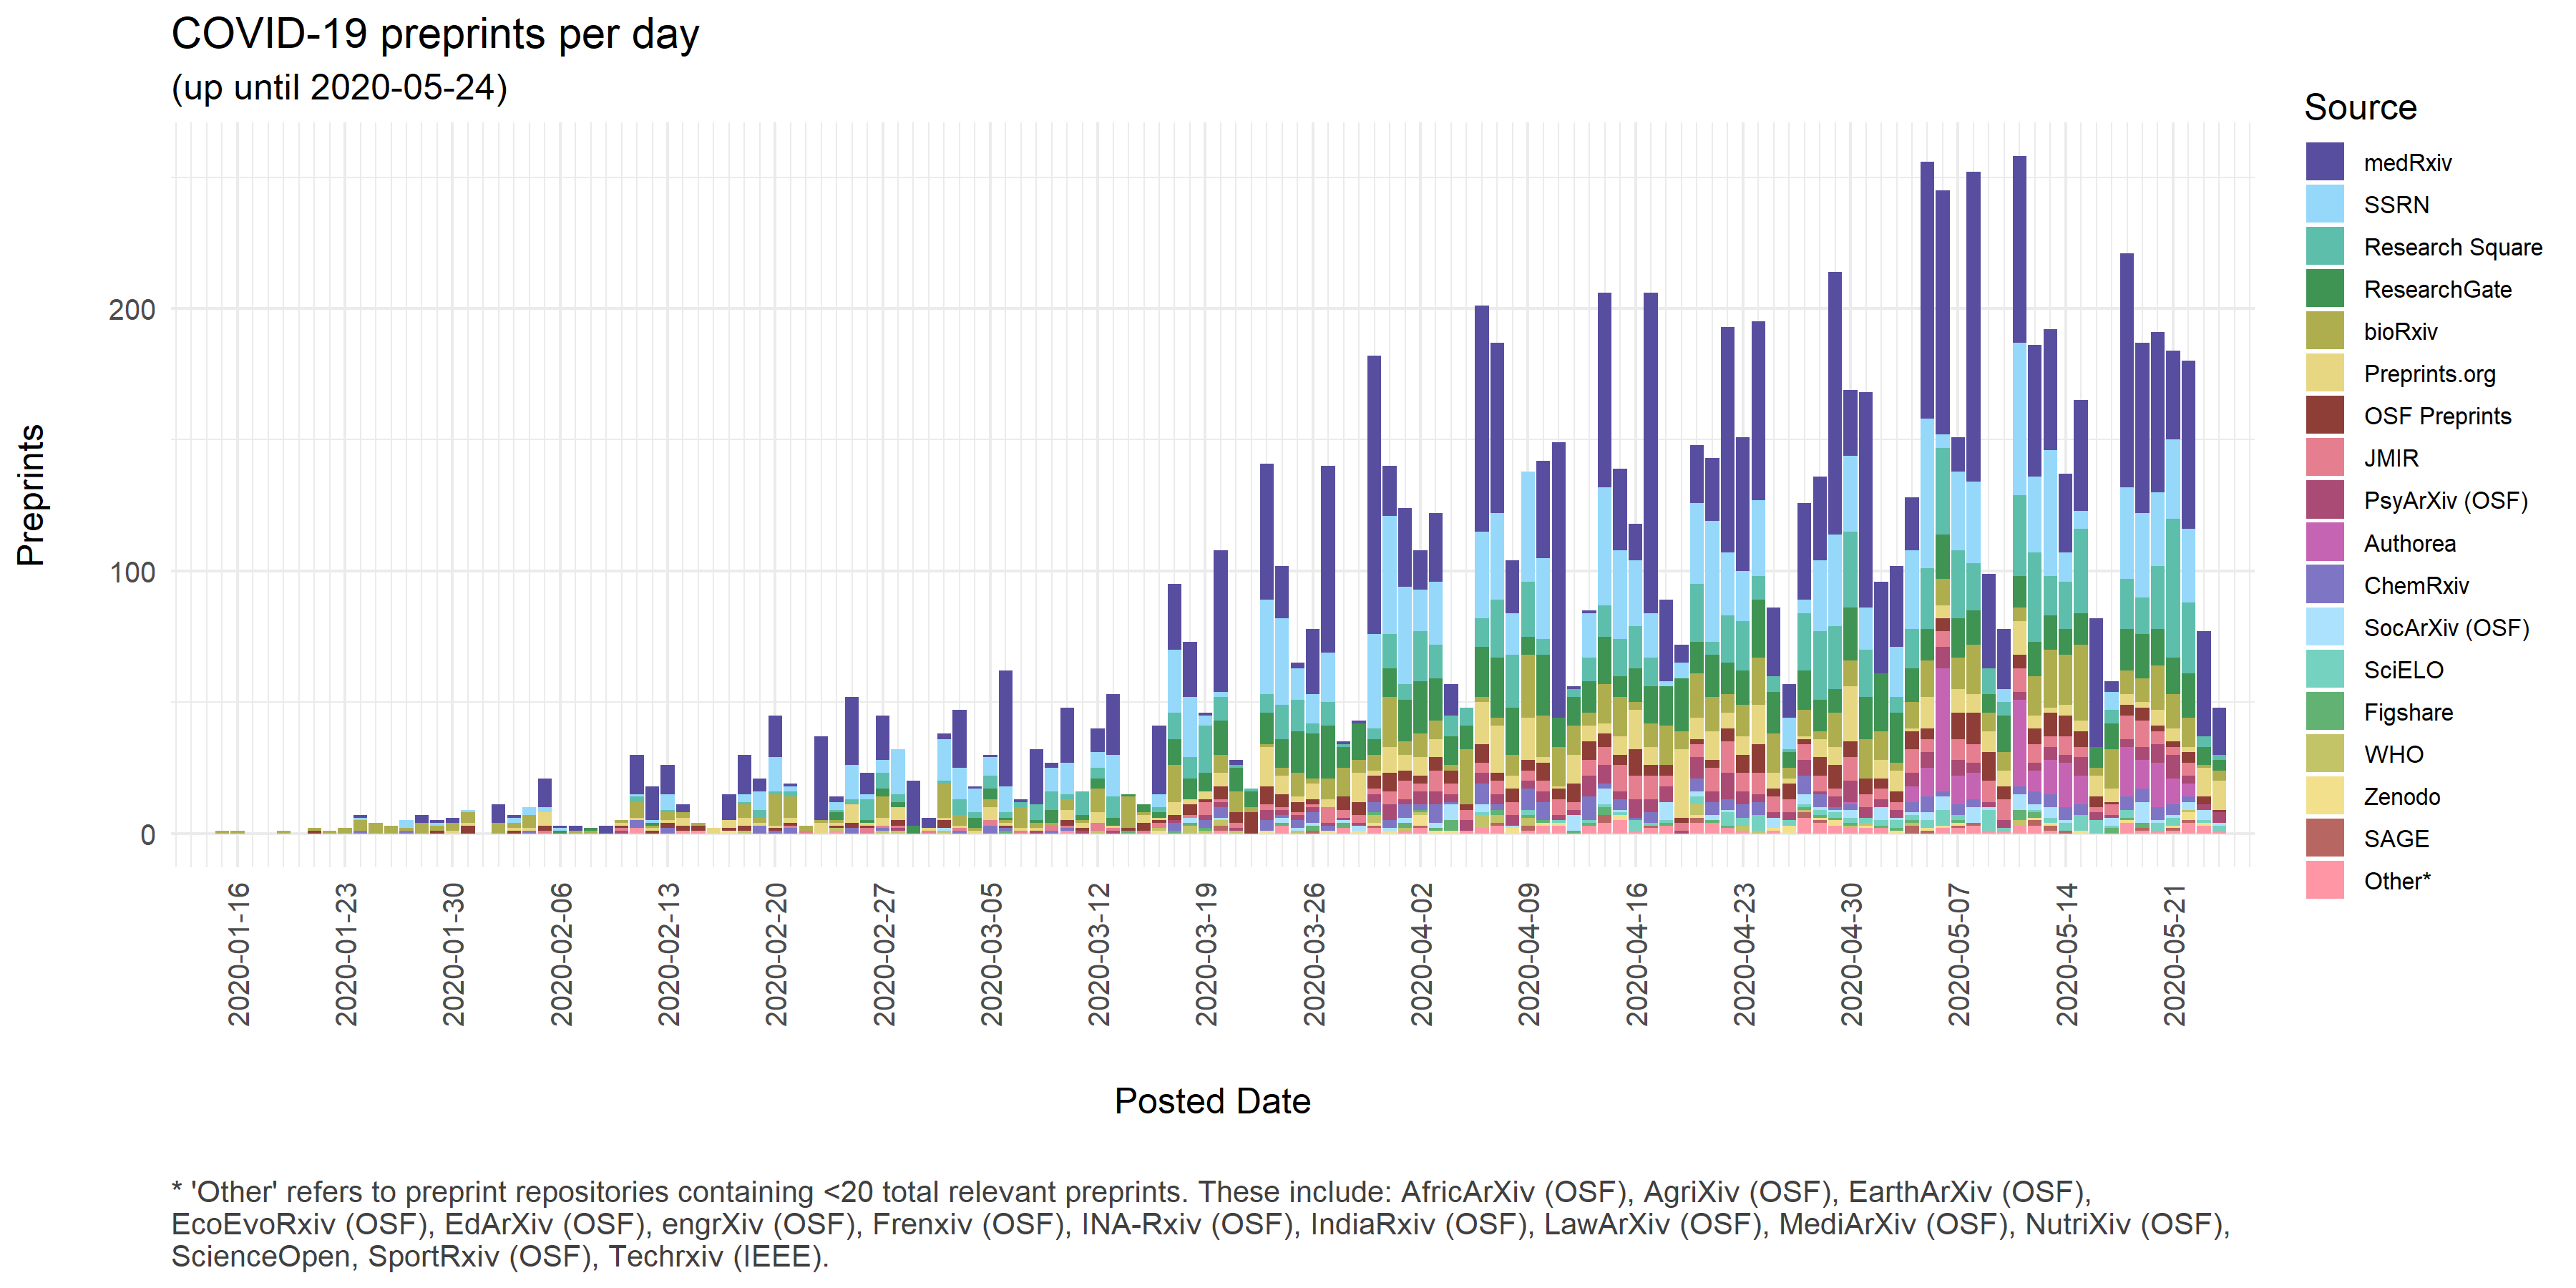 COVID-19 preprints per day
(up until 2020-05-24)
Preprints
200
100
0
2020-01-16
2020-01-23
2020-01-30
2020-02-06
2020-02-13
2020-02-20
2020-02-27
2020-03-05
2020-03-12
2020-03-19
2020-03-26
2020-04-02
2020-04-09
2020-04-16
2020-04-23
2020-04-30
2020-05-07
2020-05-14
2020-05-21
Posted Date
Source
medRxiv
SSRN
Research Square
ResearchGate
bioRxiv
Preprints.org
OSF Preprints
JMIR
PsyArXiv (OSF)
Authorea
ChemRxiv
SocArXiv (OSF)
SciELO
Figshare
WHO
Zenodo
SAGE
Other*
* 'Other' refers to preprint repositories containing <20 total relevant preprints. These include: AfricArXiv (OSF), AgriXiv (OSF), EarthArXiv (OSF),
EcoEvoRxiv (OSF), EdArXiv (OSF), engrXiv (OSF), Frenxiv (OSF), INA-Rxiv (OSF), IndiaRxiv (OSF), LawArXiv (OSF), MediArXiv (OSF), NutriXiv (OSF),
ScienceOpen, SportRxiv (OSF), Techrxiv (IEEE).